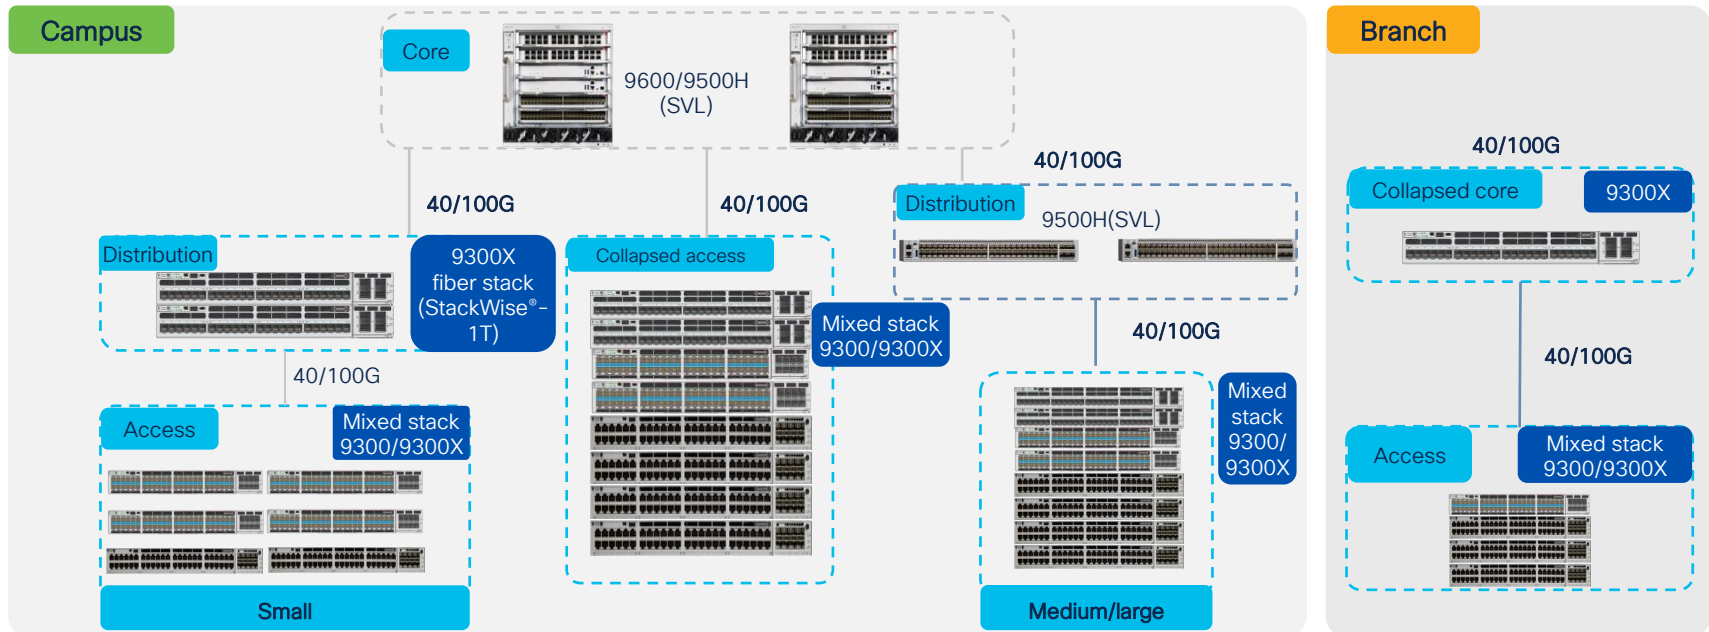 Campus
Core
9600/9500H
(SVL)
40/100G
40/100G
40/100G
Distribution
9300X
fiber stack
(StackWise®-
1T)
40/100G
Access
Mixed stack
9300/9300X
Small
Collapsed access
Mixed stack
9300/9300X
Distribution
9500H(SVL)
40/100G
Mixed
stack
9300/
9300X
Medium/large
Branch
40/100G
Collapsed core
9300X
40/100G
Access
Mixed stack
9300/9300X